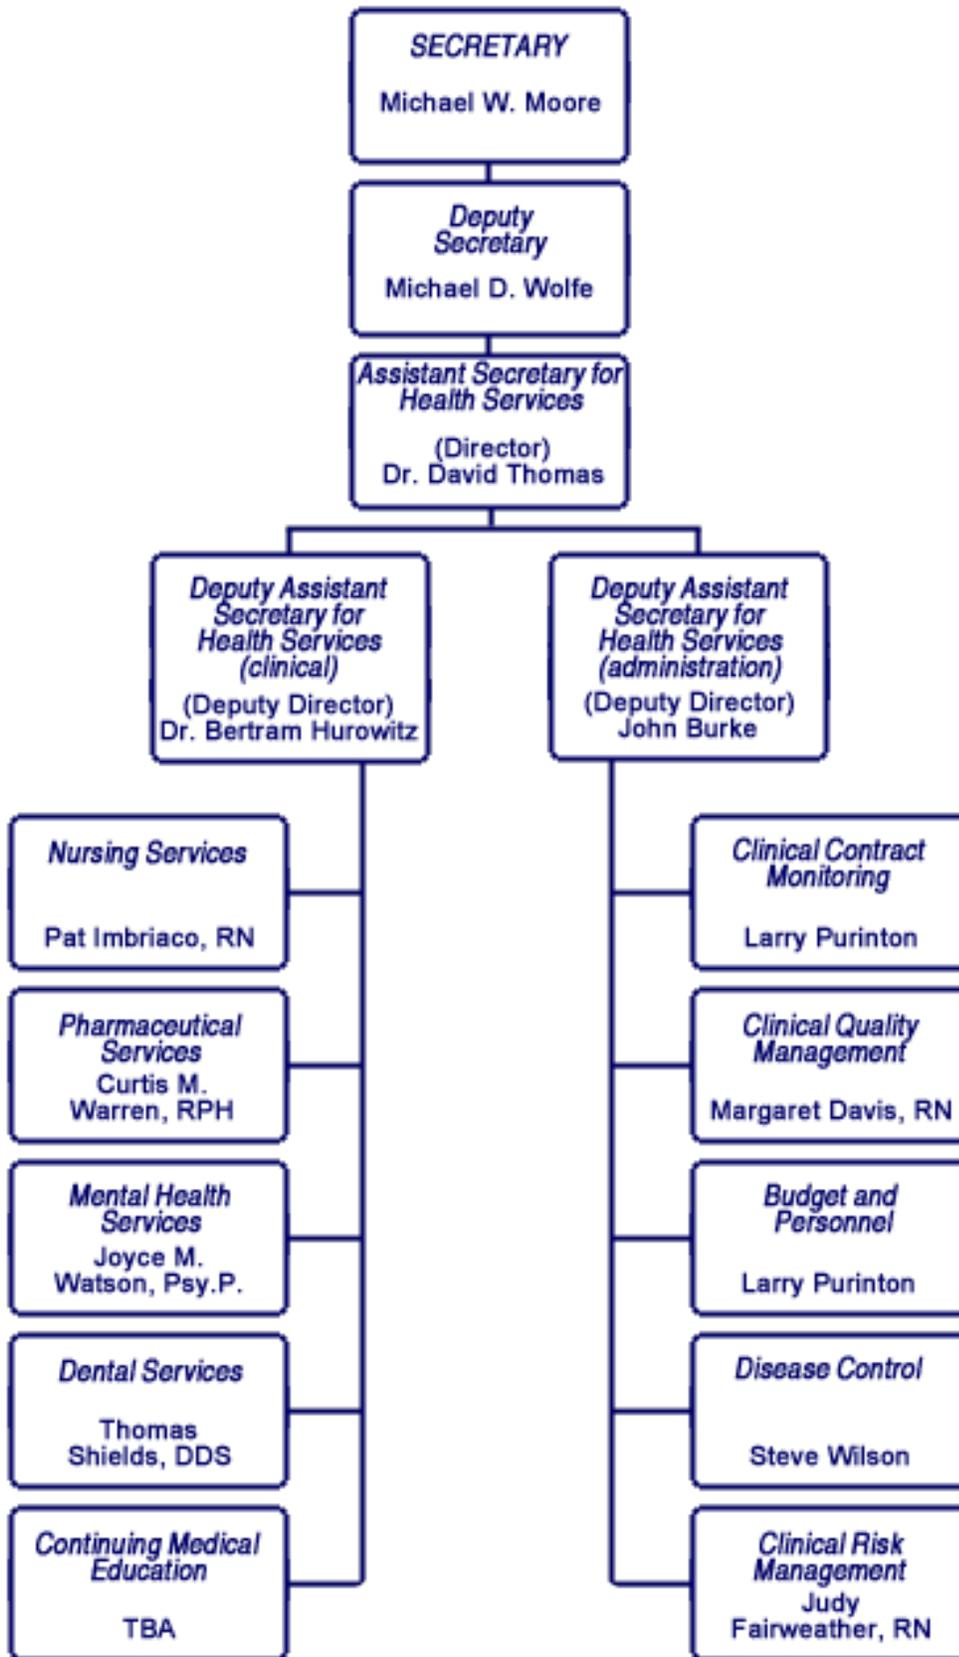 SECRETARY
Michael W. Moore
Deputy
Secretary
Michael D. Wolfe
Assistant Secretary for
Health Services
(Director)
Dr. David Thomas
Deputy Assistant
Secretary for
Health Services
(clinical)
(Deputy Director)
Dr. Bertram Hurowitz
Deputy Assistant
Secretary for
Health Services
(administration)
(Deputy Director)
John Burke
Nursing Services
Pat Imbriaco, RN
Pharmaceutical
Services
Curtis M.
Warren, RPH
Mental Health
Services
Joyce M.
Watson, Psy.P.
Dental Services
Thomas
Shields, DDS
Continuing Medical
Education
TBA
Clinical Contract
Monitoring
Larry Purinton
Clinical Quality
Management
Margaret Davis, RN
Budget and
Personnel
Larry Purinton
Disease Control
Steve Wilson
Clinical Risk
Management
Judy
Fairweather, RN